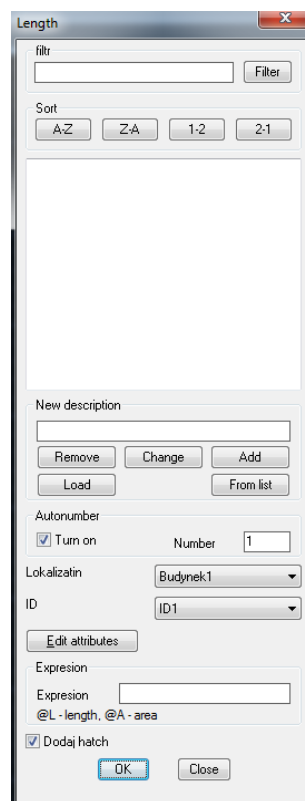 Length
x
filtr
Filter
Sort
A-Z Z-A 1-2 2-1
New description
Remove Change Add
Load From list
Autonumber
Turn on Number 1
Lokalizatin Budynek1
ID ID1
Edit attributes
Expresion
Expresion
@L - length, @A - area
Dodaj hatch
OK Close